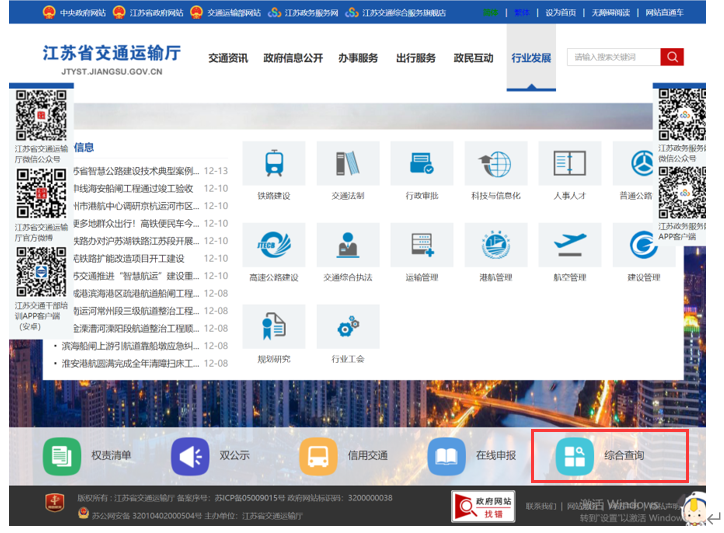 中央政府网站 江苏省政府网站 交通运输部网站 江苏政务服务网 江苏交通综合服务旗舰店 | 设为首页 | 无障碍阅读 | 网站直通车
江苏省交通运输厅
JTYST.JIANGSU.GOV.CN
交通资讯 政府信息公开 办事服务 出行服务 政民互动 行业发展
请输入搜索关键词
江苏省交通运输厅微信公众号
江苏省交通运输厅官方微博
江苏交通干部培训APP客户端
(安卓)
江苏政务服务网
微信公众号
江苏政务服务网
APP客户端
信息
苏省智慧公路建设技术典型案例... 12-13
申线海安船闸工程通过竣工验收 12-10
州市港航中心调研京杭运河市区... 12-10
更多地群众出行！高铁便民车今... 12-10
铁路办对沪苏湖铁路江苏段开展... 12-10
铁路扩能改造项目开工建设 12-10
苏交通推进“智慧航运”建设重... 12-10
港滨海港区疏港航道船闸工程... 12-08
南运河常州段三级航道整治工程... 12-08
金溧漕河溧阳段航道整治工程顺... 12-08
滨海船闸上游引航道靠船墩应急纠... 12-08
淮安港航圆满完成全年清障扫床工... 12-08
铁路建设 交通法制 行政审批 科技与信息化 人事人才 普通公路
高速公路建设 交通综合执法 运输管理 港航管理 航空管理 建设管理
规划研究 行业工会
权责清单 双公示 信用交通 在线申报 综合查询
版权所有：江苏省交通运输厅 备案序号：苏ICP备05009015号 政府网站标识码：3200000038
苏公网安备 32010402000504号 主办单位：江苏省交通运输厅
政府网站
找错
联系我们
激活 Windows
转到"设置"以激活 Windows